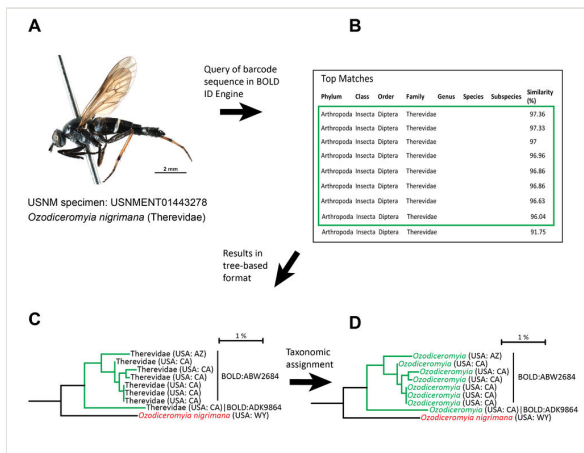 A
B
Query of barcode
sequence in BOLD
ID Engine
2 mm
USNM specimen: USNMENT01443278
Ozodiceromyia nigrimana (Therevidae)
Top Matches
Phylum Class Order Family Genus Species Subspecies Similarity
(%)
Arthropoda Insecta Diptera Therevidae 97.36
Arthropoda Insecta Diptera Therevidae 97.33
Arthropoda Insecta Diptera Therevidae 97
Arthropoda Insecta Diptera Therevidae 96.96
Arthropoda Insecta Diptera Therevidae 96.86
Arthropoda Insecta Diptera Therevidae 96.86
Arthropoda Insecta Diptera Therevidae 96.63
Arthropoda Insecta Diptera Therevidae 96.04
Arthropoda Insecta Diptera Therevidae 91.75
Results in
tree-based
format
C
1 %
Therevidae (USA: AZ)
Therevidae (USA: CA)
Therevidae (USA: CA)
Therevidae (USA: CA)
Therevidae (USA: CA)
Therevidae (USA: CA)
Therevidae (USA: CA)
BOLD:ABW2684
Therevidae (USA: CA)|BOLD:ADK9864
Ozodiceromyia nigrimana (USA: WY)
Taxonomic
assignment
D
1 %
Ozodiceromyia (USA: AZ)
Ozodiceromyia (USA: CA)
Ozodiceromyia (USA: CA)
Ozodiceromyia (USA: CA)
Ozodiceromyia (USA: CA)
Ozodiceromyia (USA: CA)
Ozodiceromyia (USA: CA)
BOLD:ABW2684
Ozodiceromyia (USA: CA)|BOLD:ADK9864
Ozodiceromyia nigrimana (USA: WY)